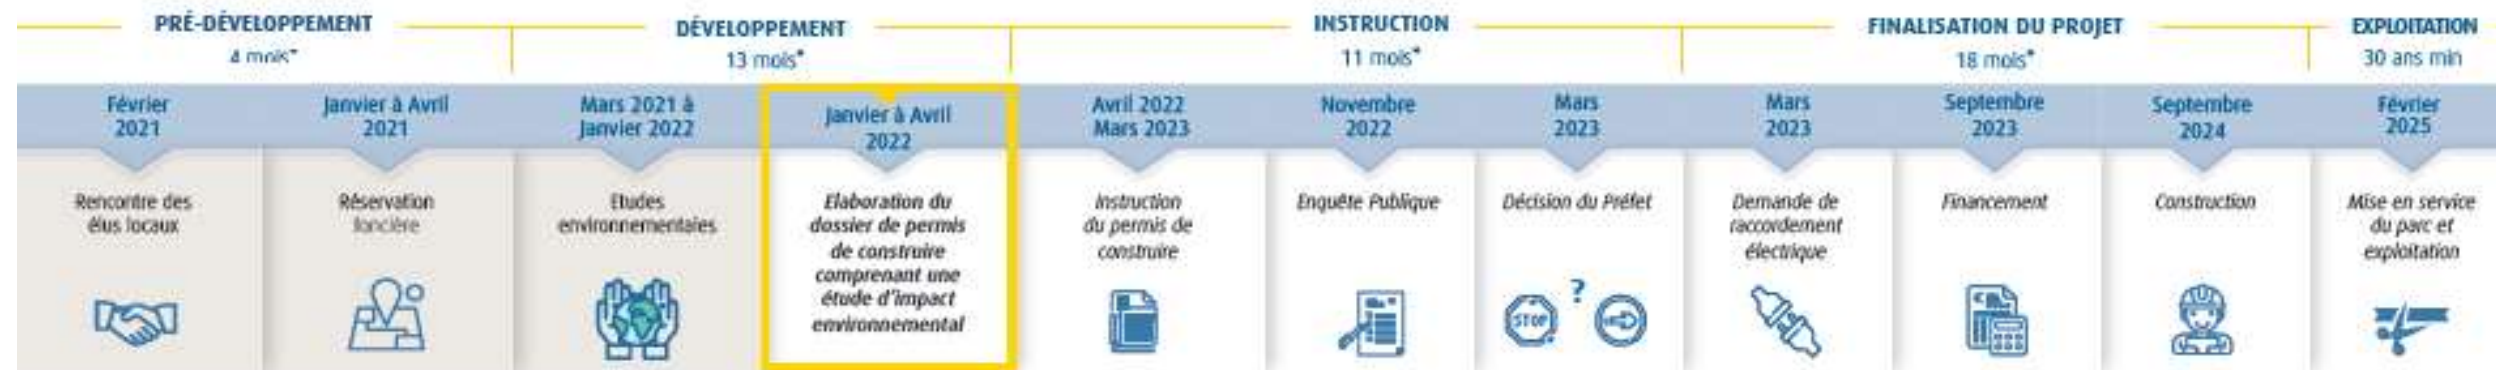 PRÉ-DÉVELOPPEMENT
4 mois*
DÉVELOPPEMENT
13 mois*
INSTRUCTION
11 mois*
FINALISATION DU PROJET
18 mois*
EXPLOITATION
30 ans min
Février
2021
Rencontre des
élus locaux
Janvier à Avril
2021
Réservation
foncière
Mars 2021 à
Janvier 2022
Etudes
environnementales
Janvier à Avril
2022
Elaboration du
dossier de permis
de construire
comprenant une
étude d'impact
environnemental
Avril 2022
Mars 2023
Instruction
du permis de
construire
Novembre
2022
Enquête Publique
Mars
2023
Décision du Préfet
STOP
?
Mars
2023
Demande de
raccordement
électrique
Septembre
2023
Financement
Septembre
2024
Construction
Février
2025
Mise en service
du parc et
exploitation